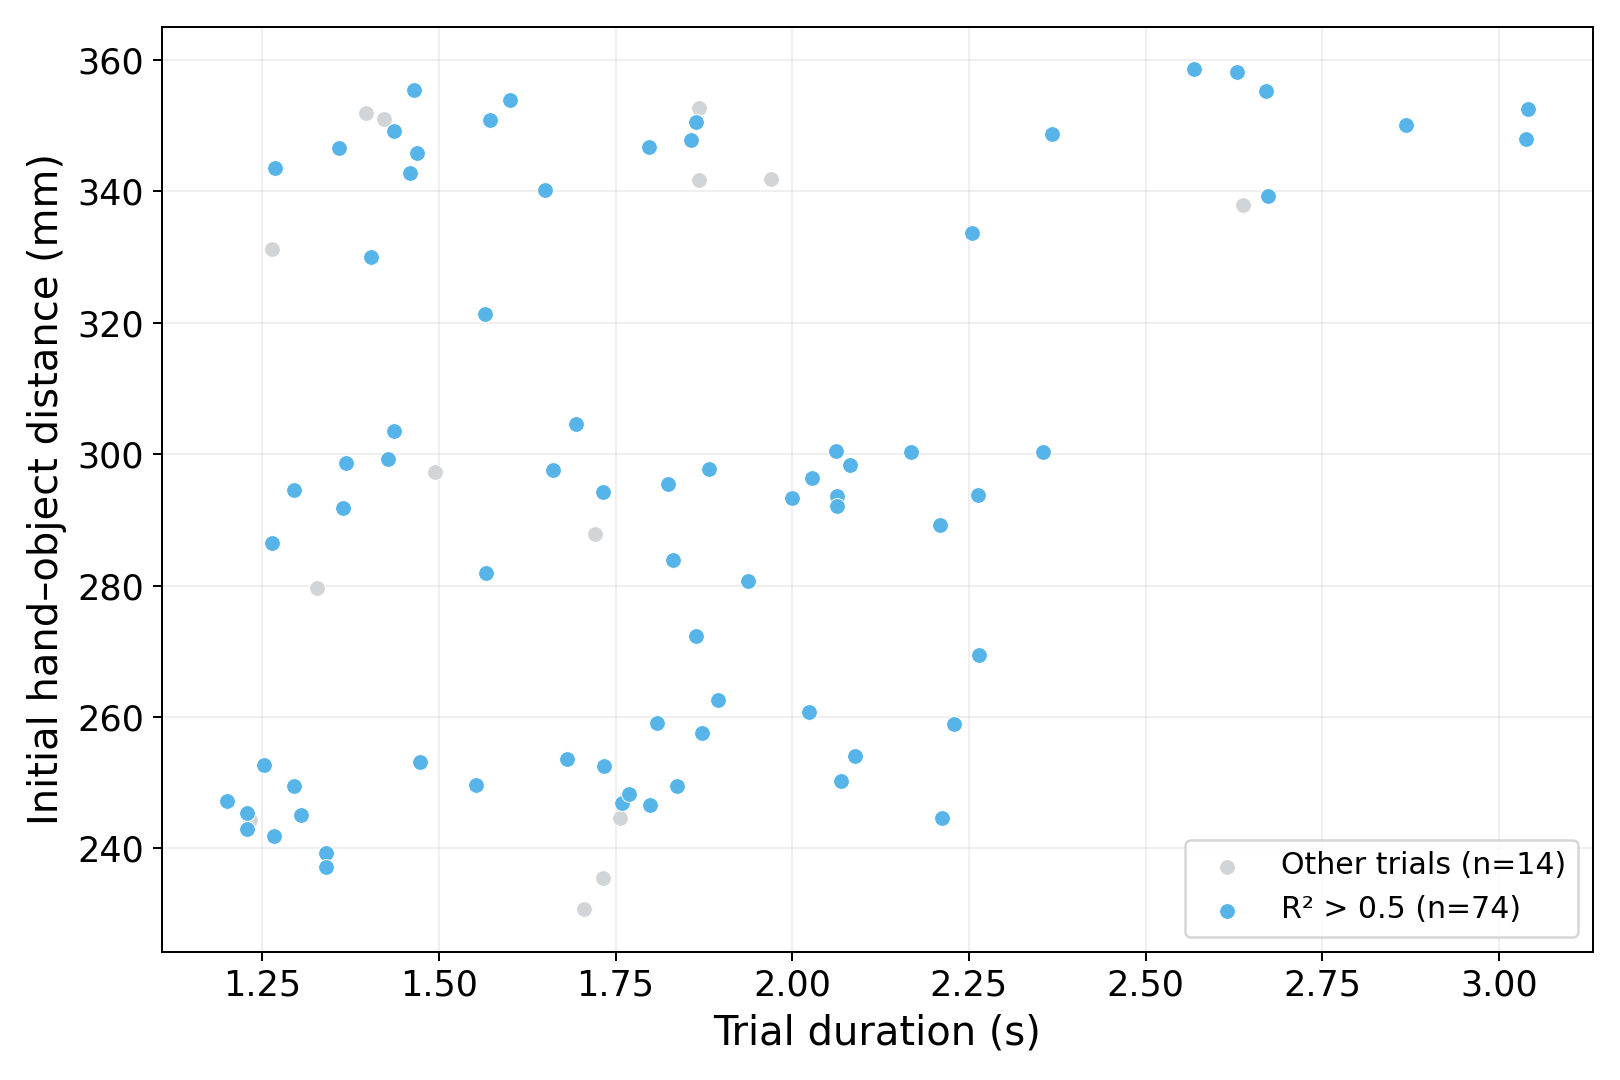 360
340
320
300
280
260
240
Initial hand–object distance (mm)
1.25 1.50 1.75 2.00 2.25 2.50 2.75 3.00
Trial duration (s)
Other trials (n=14)
R² > 0.5 (n=74)